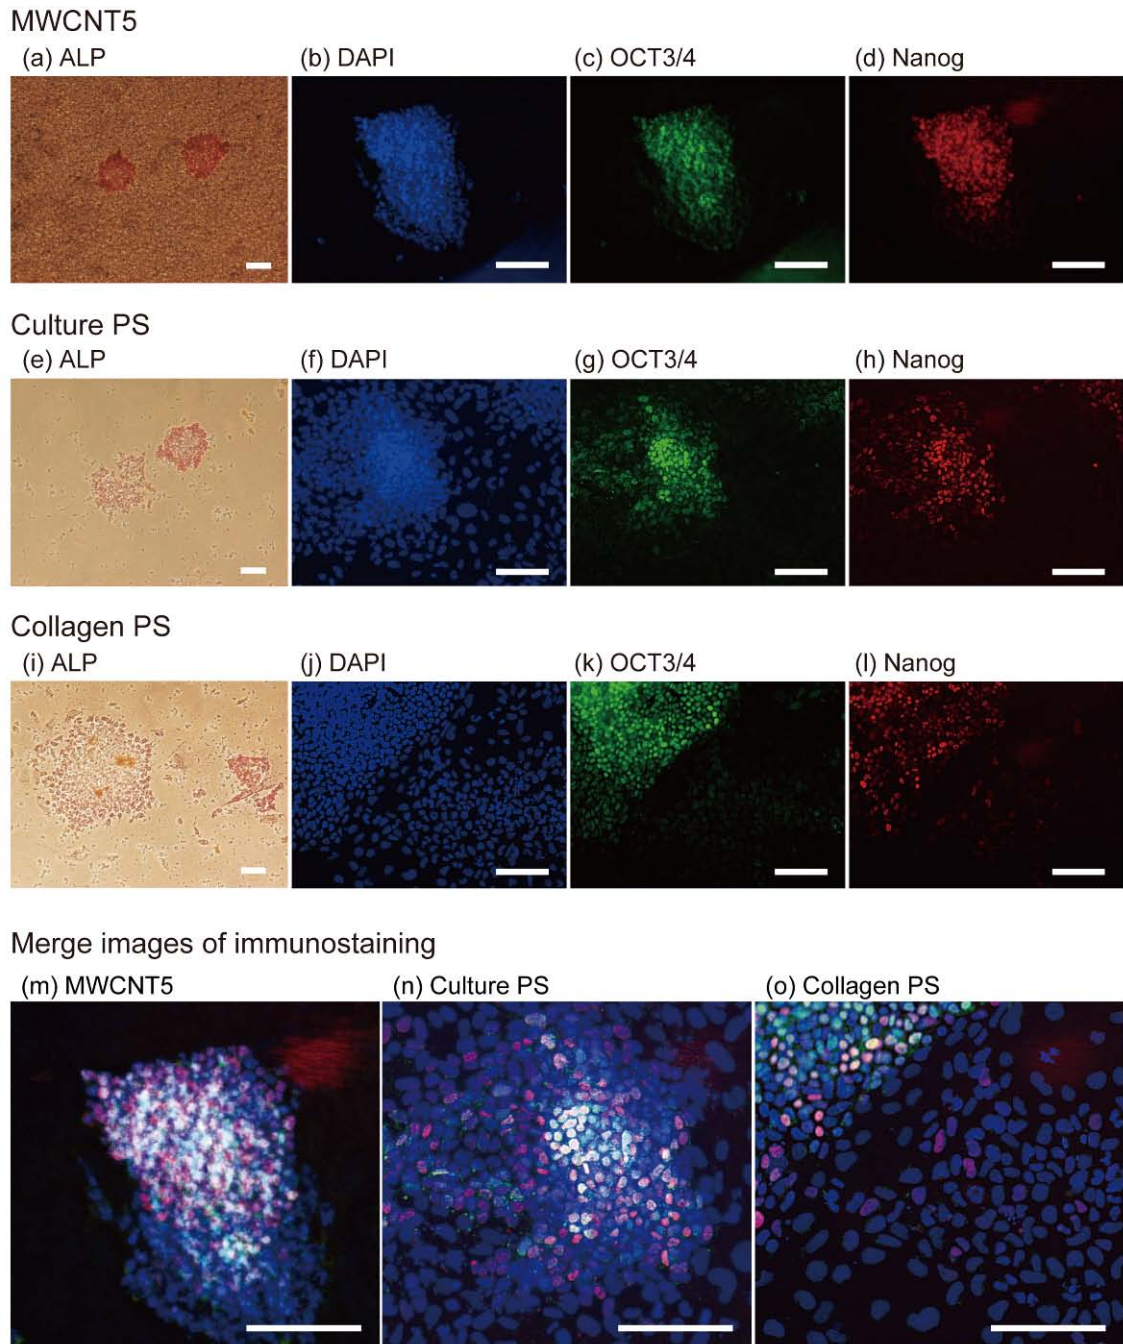 MWCNT5
(a) ALP (b) DAPI (c) OCT3/4 (d) Nanog
Culture PS
(e) ALP (f) DAPI (g) OCT3/4 (h) Nanog
Collagen PS
(i) ALP (j) DAPI (k) OCT3/4 (l) Nanog
Merge images of immunostaining
(m) MWCNT5 (n) Culture PS (o) Collagen PS